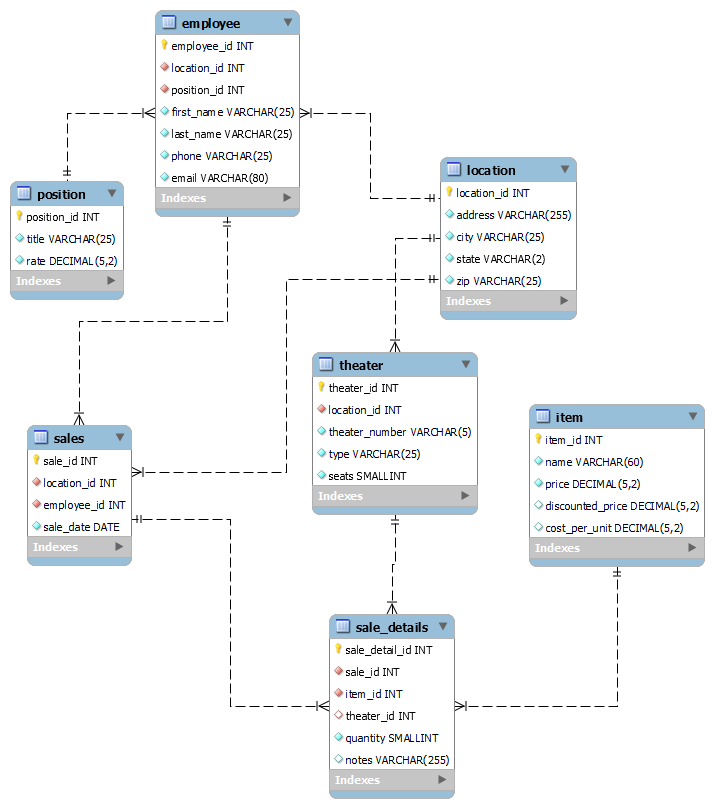 employee
employee_id INT
location_id INT
position_id INT
first_name VARCHAR(25)
last_name VARCHAR(25)
phone VARCHAR(25)
email VARCHAR(80)
Indexes
position
position_id INT
title VARCHAR(25)
rate DECIMAL(5,2)
Indexes
location
location_id INT
address VARCHAR(255)
city VARCHAR(25)
state VARCHAR(2)
zip VARCHAR(25)
Indexes
theater
theater_id INT
location_id INT
theater_number VARCHAR(5)
type VARCHAR(25)
seats SMALLINT
Indexes
sales
sale_id INT
location_id INT
employee_id INT
sale_date DATE
Indexes
item
item_id INT
name VARCHAR(60)
price DECIMAL(5,2)
discounted_price DECIMAL(5,2)
cost_per_unit DECIMAL(5,2)
Indexes
sale_details
sale_detail_id INT
sale_id INT
item_id INT
theater_id INT
quantity SMALLINT
notes VARCHAR(255)
Indexes